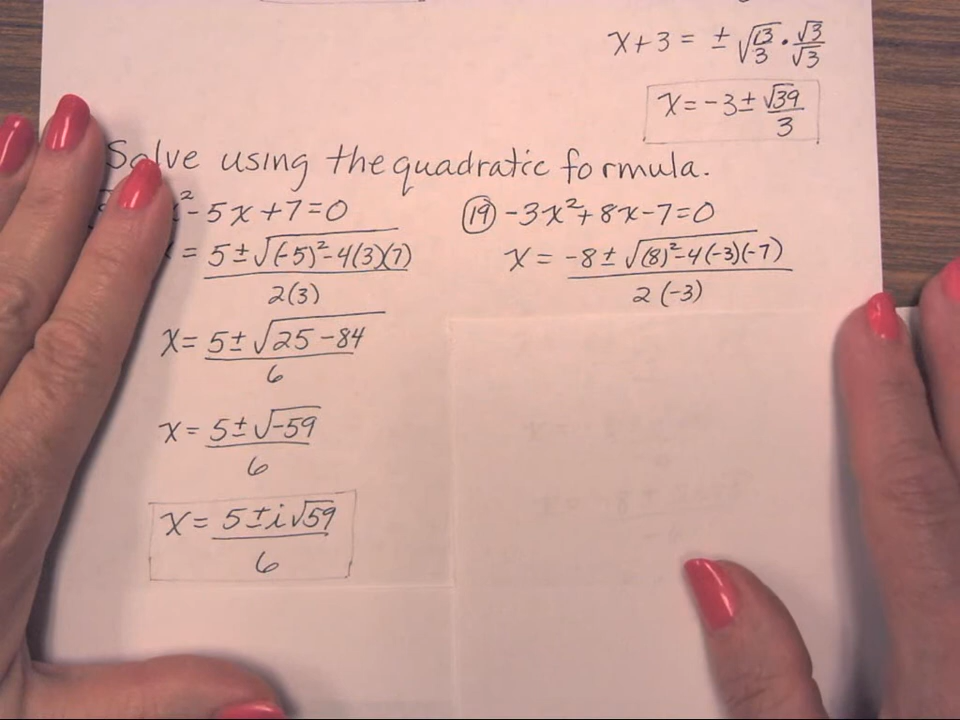 x + 3 = ± √13/3 · √3/√3
x = -3 ± √39/3
Solve using the quadratic formula.
² - 5x + 7 = 0
= 5 ± √(-5)² - 4(3)(7) / 2(3)
x = 5 ± √25 - 84 / 6
x = 5 ± √-59 / 6
x = 5 ± i√59 / 6
19 -3x² + 8x - 7 = 0
x = -8 ± √(8)² - 4(-3)(-7) / 2(-3)